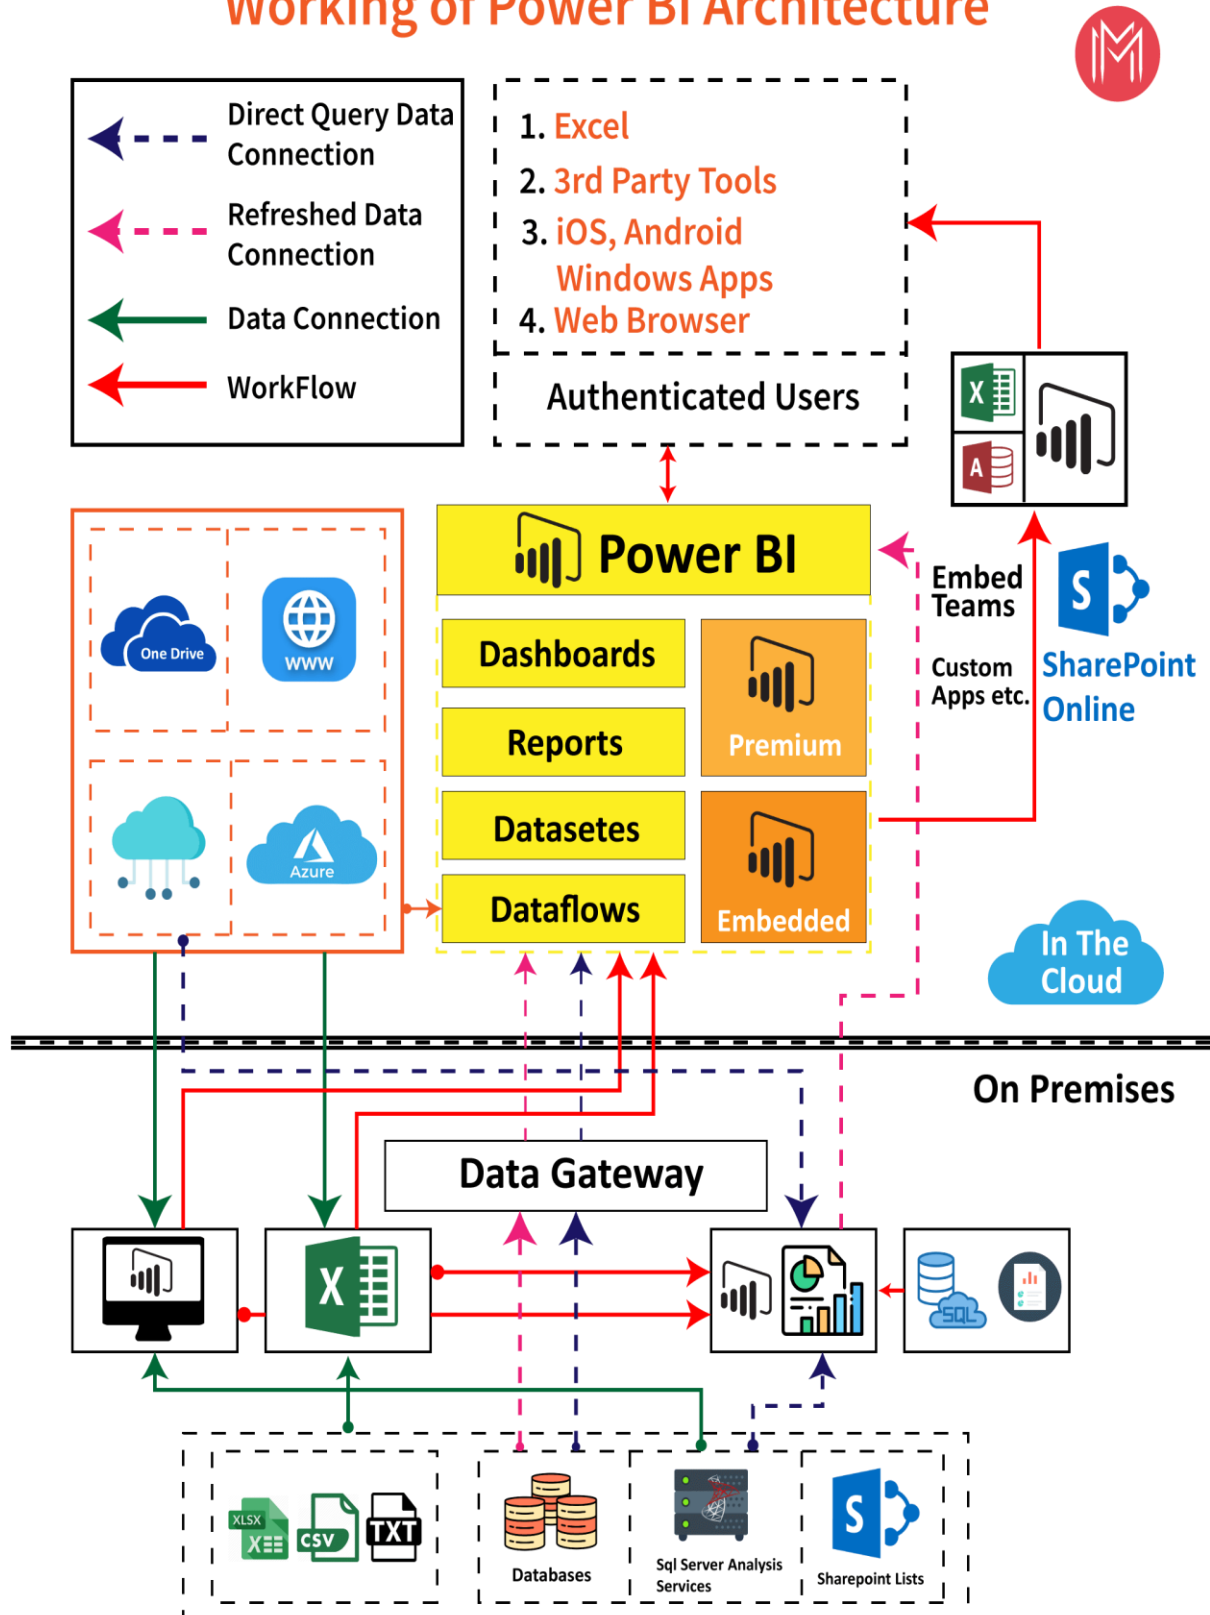 Working of Power BI Architecture
M
Direct Query Data
Connection
Refreshed Data
Connection
Data Connection
WorkFlow
1. Excel
2. 3rd Party Tools
3. iOS, Android
Windows Apps
4. Web Browser
Authenticated Users
X
A
One Drive
WWW
Azure
Power BI
Dashboards
Reports
Datasetes
Dataflows
Premium
Embedded
Embed
Teams
Custom
Apps etc.
S
SharePoint
Online
In The
Cloud
On Premises
Data Gateway
X
SQL
XLSX
X
CSV
TXT
Databases
Sql Server Analysis
Services
S
Sharepoint Lists